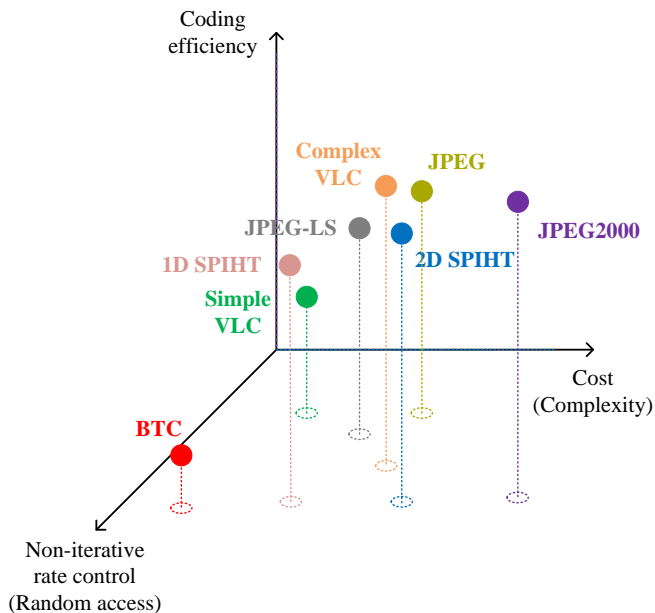 Coding
efficiency
Complex
VLC
JPEG
JPEG-LS
JPEG2000
1D SPIHT
2D SPIHT
Simple
VLC
Cost
(Complexity)
BTC
Non-iterative
rate control
(Random access)